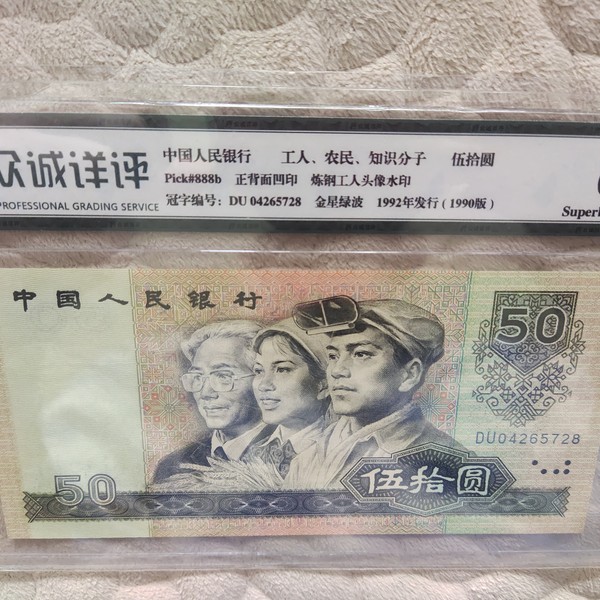 众诚详评
PROFESSIONAL GRADING SERVICE
中国人民银行 工人、农民、知识分子 伍拾圆
Pick#888b 正背面凹印 炼钢工人头像水印
冠字编号: DU 04265728 金星绿波 1992年发行 (1990版)
中国人民银行
50
DU04265728
50
伍拾圆